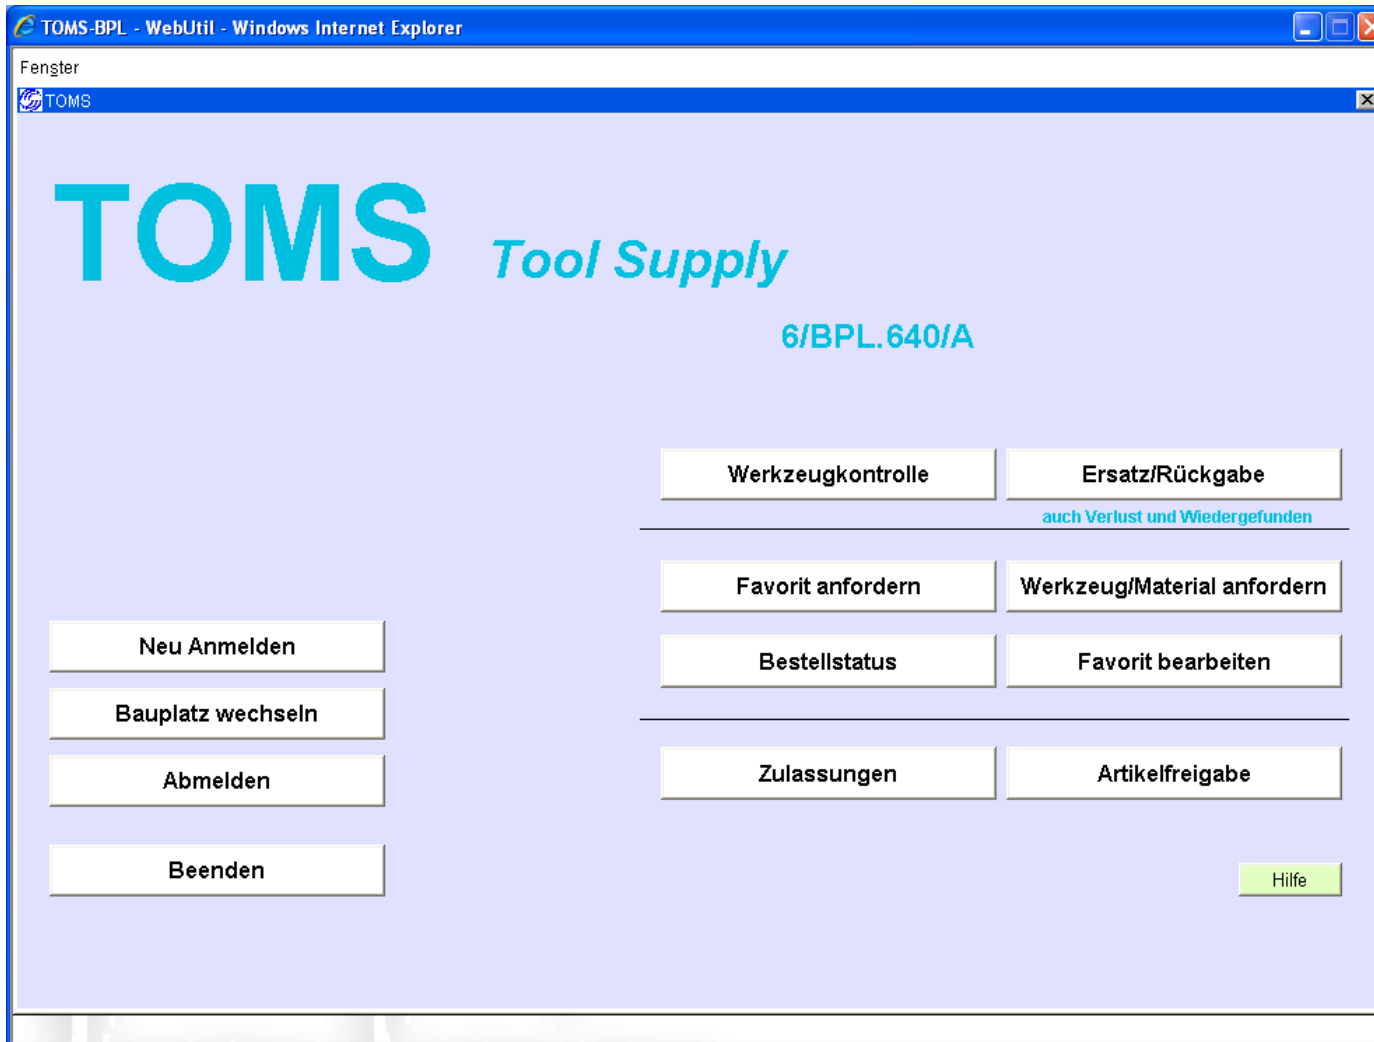 TOMS-BPL - WebUtil - Windows Internet Explorer
Fenster
TOMS
TOMS Tool Supply
6/BPL.640/A
Werkzeugkontrolle
Ersatz/Rückgabe
auch Verlust und Wiedergefunden
Favorit anfordern
Werkzeug/Material anfordern
Neu Anmelden
Bestellstatus
Favorit bearbeiten
Bauplatz wechseln
Abmelden
Zulassungen
Artikelfreigabe
Beenden
Hilfe